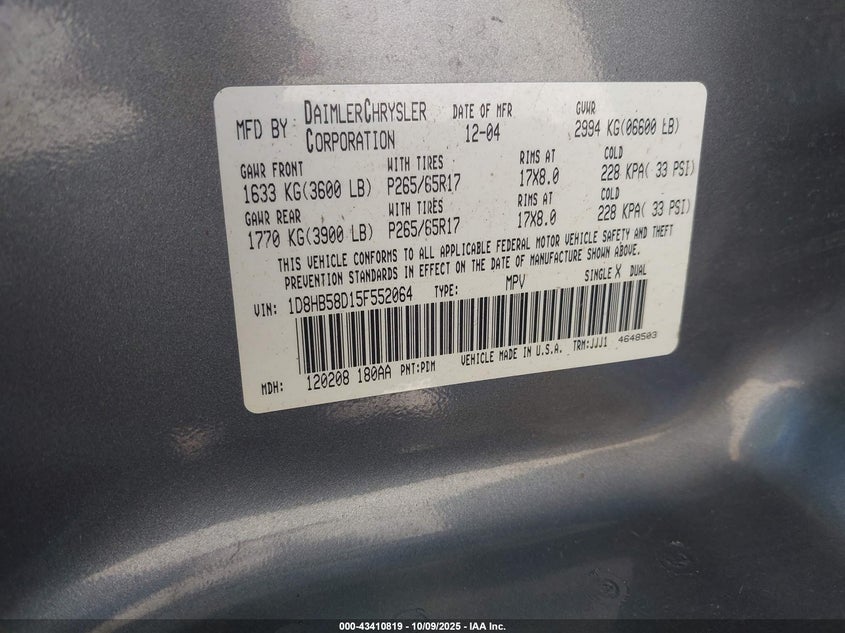 MFD BY DAIMLERCHRYSLER CORPORATION DATE OF MFR 12-04 GVWR 2994 KG(06600 LB)
GAWR FRONT WITH TIRES RIMS AT COLD
1633 KG(3600 LB) P265/65R17 17X8.0 228 KPA( 33 PSI)
GAWR REAR WITH TIRES RIMS AT COLD
1770 KG(3900 LB) P265/65R17 17X8.0 228 KPA( 33 PSI)
THIS VEHICLE CONFORMS TO ALL APPLICABLE FEDERAL MOTOR VEHICLE SAFETY AND THEFT
PREVENTION STANDARDS IN EFFECT ON THE DATE OF MANUFACTURE SHOWN ABOVE.
VIN: 1D8HB58D15F552064 TYPE: MPV SINGLE X DUAL
MDH: 120208 180AA PNT:PDM VEHICLE MADE IN U.S.A. TRM:JJJ1 4648503
000-43410819 - 10/09/2025 - IAA Inc.